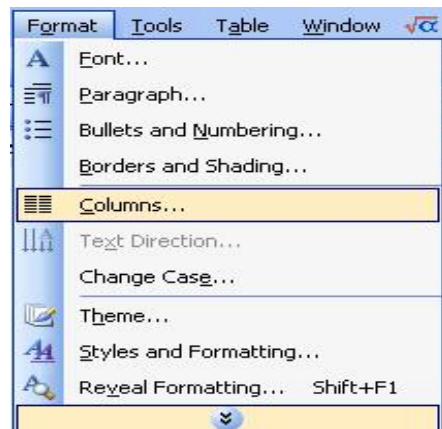 Format Tools Table Window √α
Font...
Paragraph...
Bullets and Numbering...
Borders and Shading...
Columns...
Text Direction...
Change Case...
Theme...
Styles and Formatting...
Reveal Formatting... Shift+F1